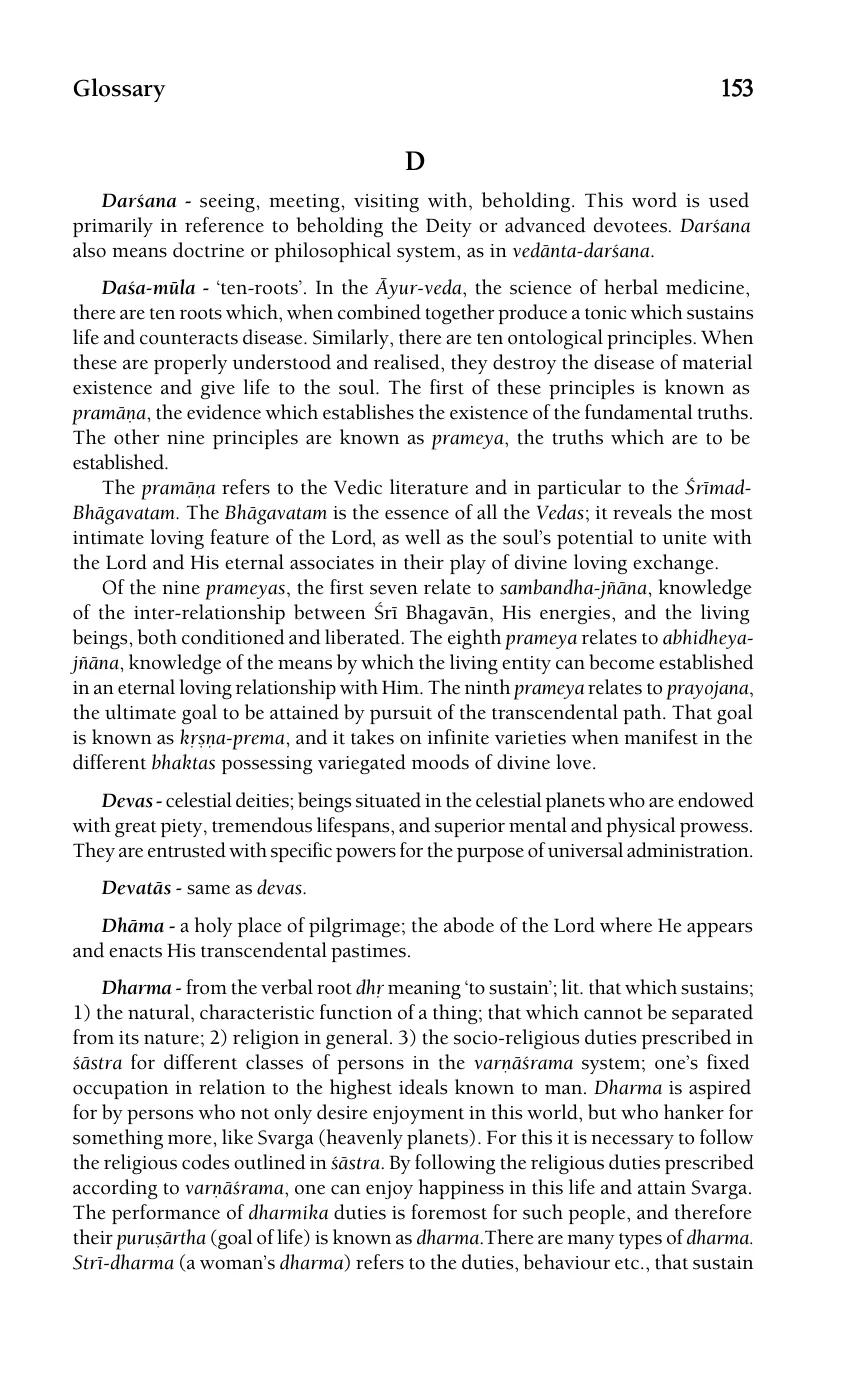 Glossary 153
D
Darśana - seeing, meeting, visiting with, beholding. This word is used
primarily in reference to beholding the Deity or advanced devotees. Darśana
also means doctrine or philosophical system, as in vedānta-darśana.
Daśa-mūla - ‘ten-roots’. In the Āyur-veda, the science of herbal medicine,
there are ten roots which, when combined together produce a tonic which sustains
life and counteracts disease. Similarly, there are ten ontological principles. When
these are properly understood and realised, they destroy the disease of material
existence and give life to the soul. The first of these principles is known as
pramāṇa, the evidence which establishes the existence of the fundamental truths.
The other nine principles are known as prameya, the truths which are to be
established.
The pramāṇa refers to the Vedic literature and in particular to the Śrīmad-
Bhāgavatam. The Bhāgavatam is the essence of all the Vedas; it reveals the most
intimate loving feature of the Lord, as well as the soul’s potential to unite with
the Lord and His eternal associates in their play of divine loving exchange.
Of the nine prameyas, the first seven relate to sambandha-jñāna, knowledge
of the inter-relationship between Śrī Bhagavān, His energies, and the living
beings, both conditioned and liberated. The eighth prameya relates to abhidheya-
jñāna, knowledge of the means by which the living entity can become established
in an eternal loving relationship with Him. The ninth prameya relates to prayojana,
the ultimate goal to be attained by pursuit of the transcendental path. That goal
is known as kṛṣṇa-prema, and it takes on infinite varieties when manifest in the
different bhaktas possessing variegated moods of divine love.
Devas - celestial deities; beings situated in the celestial planets who are endowed
with great piety, tremendous lifespans, and superior mental and physical prowess.
They are entrusted with specific powers for the purpose of universal administration.
Devatās - same as devas.
Dhāma - a holy place of pilgrimage; the abode of the Lord where He appears
and enacts His transcendental pastimes.
Dharma - from the verbal root dhṛ meaning ‘to sustain’; lit. that which sustains;
1) the natural, characteristic function of a thing; that which cannot be separated
from its nature; 2) religion in general. 3) the socio-religious duties prescribed in
śāstra for different classes of persons in the varṇāśrama system; one’s fixed
occupation in relation to the highest ideals known to man. Dharma is aspired
for by persons who not only desire enjoyment in this world, but who hanker for
something more, like Svarga (heavenly planets). For this it is necessary to follow
the religious codes outlined in śāstra. By following the religious duties prescribed
according to varṇāśrama, one can enjoy happiness in this life and attain Svarga.
The performance of dharmika duties is foremost for such people, and therefore
their puruṣārtha (goal of life) is known as dharma.There are many types of dharma.
Strī-dharma (a woman’s dharma) refers to the duties, behaviour etc., that sustain